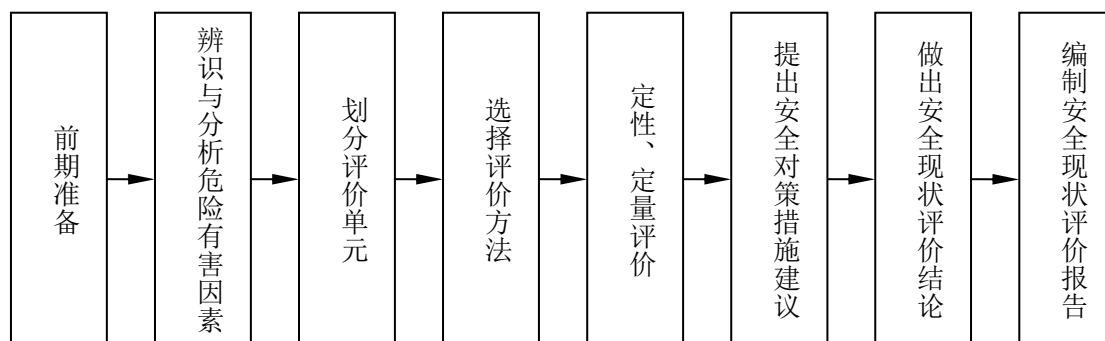 前期准备
辨识与分析危险有害因素
划分评价单元
选择评价方法
定性、定量评价
提出安全对策措施建议
做出安全现状评价结论
编制安全现状评价报告